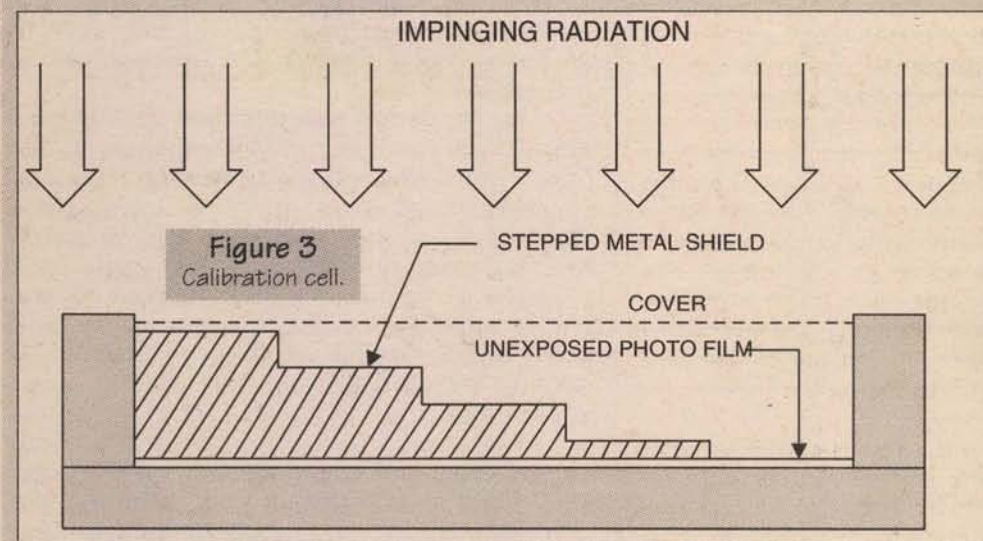 IMPINGING RADIATION
Figure 3
Calibration cell.
STEPPED METAL SHIELD
COVER
UNEXPOSED PHOTO FILM